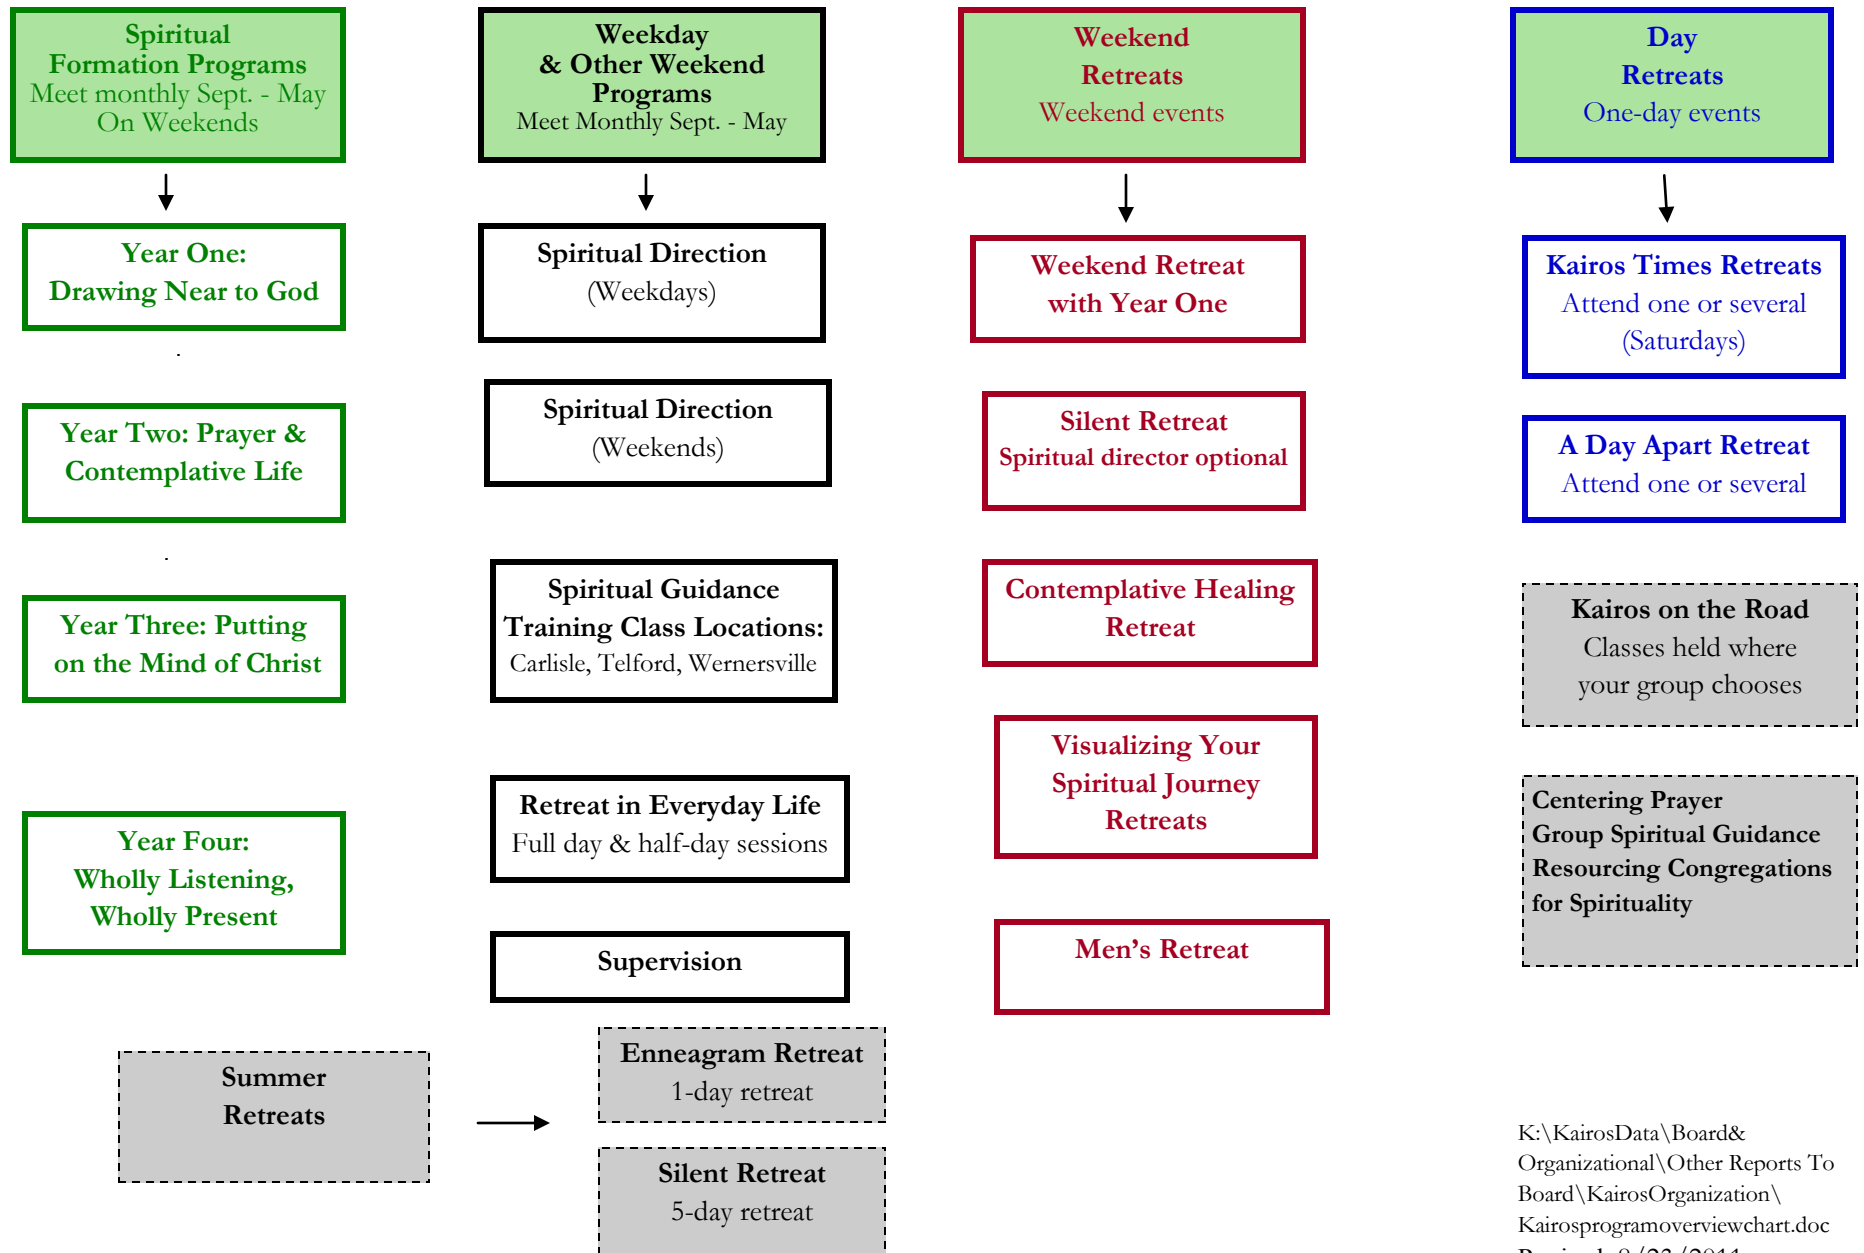 Spiritual
Formation Programs
Meet monthly Sept. - May
On Weekends
Year One:
Drawing Near to God
Year Two: Prayer &
Contemplative Life
Year Three: Putting
on the Mind of Christ
Year Four:
Wholly Listening,
Wholly Present
Weekday
& Other Weekend
Programs
Meet Monthly Sept. - May
Spiritual Direction
(Weekdays)
Spiritual Direction
(Weekends)
Spiritual Guidance
Training Class Locations:
Carlisle, Telford, Wernersville
Retreat in Everyday Life
Full day & half-day sessions
Supervision
Weekend
Retreats
Weekend events
Weekend Retreat
with Year One
Silent Retreat
Spiritual director optional
Contemplative Healing
Retreat
Visualizing Your
Spiritual Journey
Retreats
Men’s Retreat
Day
Retreats
One-day events
Kairos Times Retreats
Attend one or several
(Saturdays)
A Day Apart Retreat
Attend one or several
Kairos on the Road
Classes held where
your group chooses
Centering Prayer
Group Spiritual Guidance
Resourcing Congregations
for Spirituality
Summer
Retreats
Enneagram Retreat
1-day retreat
Silent Retreat
5-day retreat
K:\KairosData\Board&
Organizational\Other Reports To
Board\KairosOrganization\
Kairosprogramoverviewchart.doc